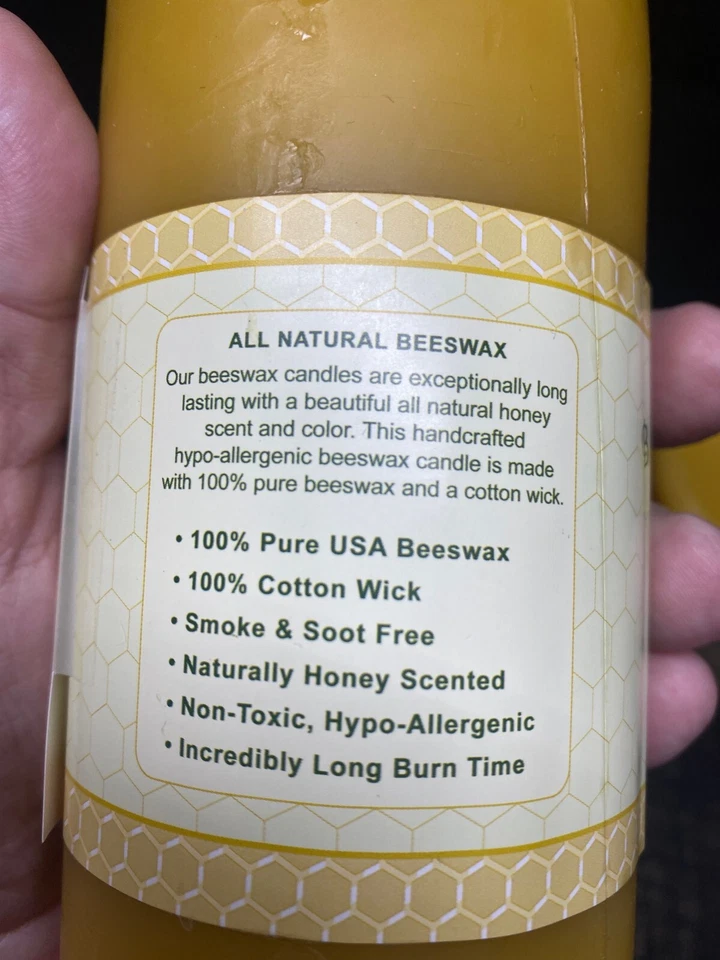 ALL NATURAL BEESWAX
Our beeswax candles are exceptionally long
lasting with a beautiful all natural honey
scent and color. This handcrafted
hypo-allergenic beeswax candle is made
with 100% pure beeswax and a cotton wick.
• 100% Pure USA Beeswax
• 100% Cotton Wick
• Smoke & Soot Free
• Naturally Honey Scented
• Non-Toxic, Hypo-Allergenic
• Incredibly Long Burn Time